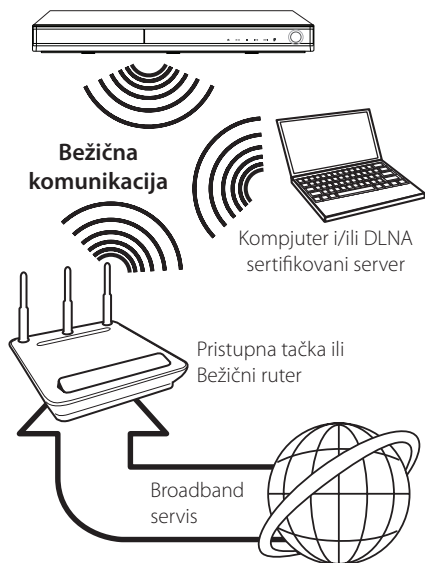 Bežična
komunikacija
Kompjuter i/ili DLNA
sertifikovani server
Pristupna tačka ili
Bežični ruter
Broadband
servis